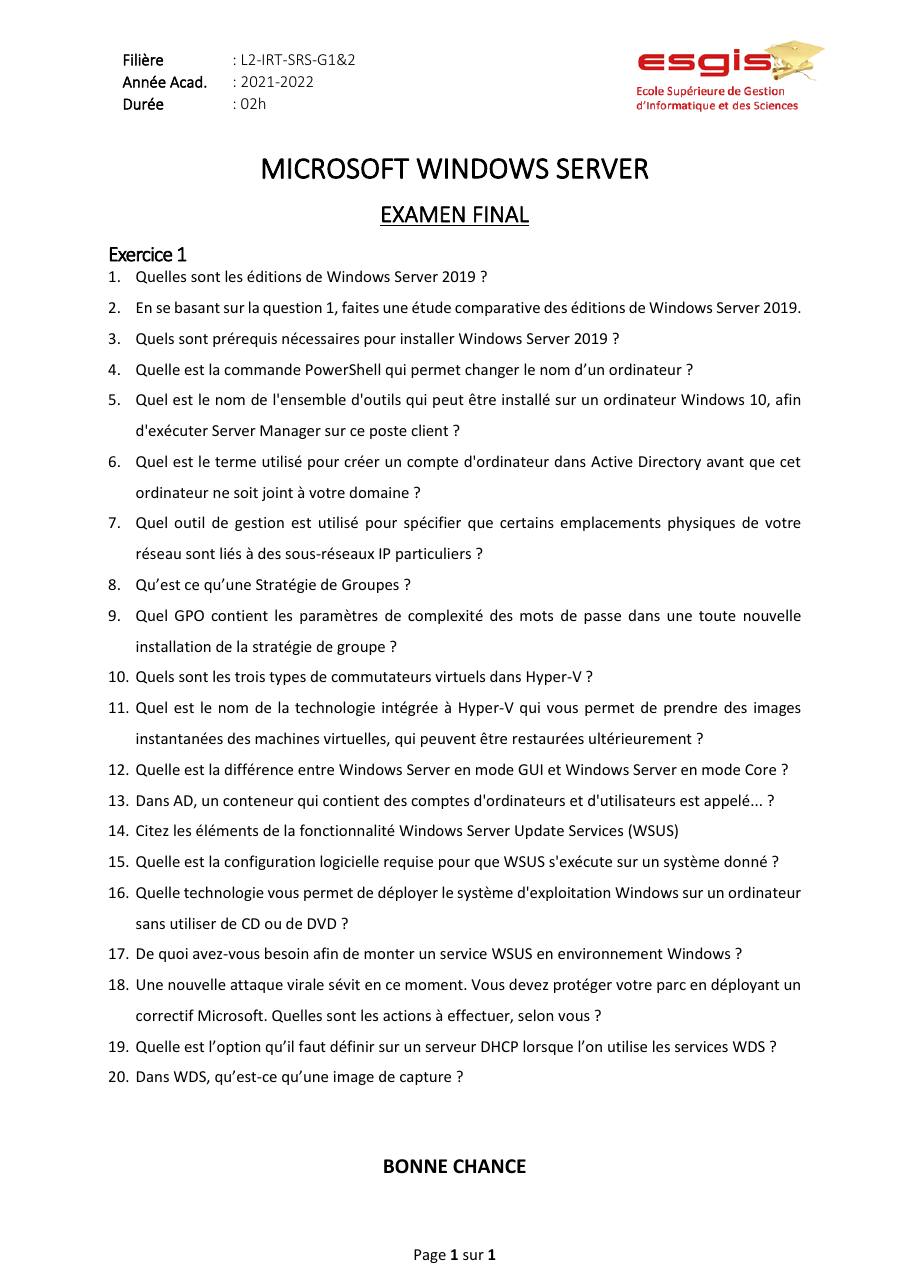 Filière : L2-IRT-SRS-G1&2
Année Acad. : 2021-2022
Durée : 02h
esgis
Ecole Supérieure de Gestion
d'Informatique et des Sciences
MICROSOFT WINDOWS SERVER
EXAMEN FINAL
Exercice 1
1. Quelles sont les éditions de Windows Server 2019 ?
2. En se basant sur la question 1, faites une étude comparative des éditions de Windows Server 2019.
3. Quels sont prérequis nécessaires pour installer Windows Server 2019 ?
4. Quelle est la commande PowerShell qui permet changer le nom d'un ordinateur ?
5. Quel est le nom de l'ensemble d'outils qui peut être installé sur un ordinateur Windows 10, afin
d'exécuter Server Manager sur ce poste client ?
6. Quel est le terme utilisé pour créer un compte d'ordinateur dans Active Directory avant que cet
ordinateur ne soit joint à votre domaine ?
7. Quel outil de gestion est utilisé pour spécifier que certains emplacements physiques de votre
réseau sont liés à des sous-réseaux IP particuliers ?
8. Qu'est ce qu'une Stratégie de Groupes ?
9. Quel GPO contient les paramètres de complexité des mots de passe dans une toute nouvelle
installation de la stratégie de groupe ?
10. Quels sont les trois types de commutateurs virtuels dans Hyper-V ?
11. Quel est le nom de la technologie intégrée à Hyper-V qui vous permet de prendre des images
instantanées des machines virtuelles, qui peuvent être restaurées ultérieurement ?
12. Quelle est la différence entre Windows Server en mode GUI et Windows Server en mode Core ?
13. Dans AD, un conteneur qui contient des comptes d'ordinateurs et d'utilisateurs est appelé... ?
14. Citez les éléments de la fonctionnalité Windows Server Update Services (WSUS)
15. Quelle est la configuration logicielle requise pour que WSUS s'exécute sur un système donné ?
16. Quelle technologie vous permet de déployer le système d'exploitation Windows sur un ordinateur
sans utiliser de CD ou de DVD ?
17. De quoi avez-vous besoin afin de monter un service WSUS en environnement Windows ?
18. Une nouvelle attaque virale sévit en ce moment. Vous devez protéger votre parc en déployant un
correctif Microsoft. Quelles sont les actions à effectuer, selon vous ?
19. Quelle est l'option qu'il faut définir sur un serveur DHCP lorsque l'on utilise les services WDS ?
20. Dans WDS, qu'est-ce qu'une image de capture ?
BONNE CHANCE
Page 1 sur 1